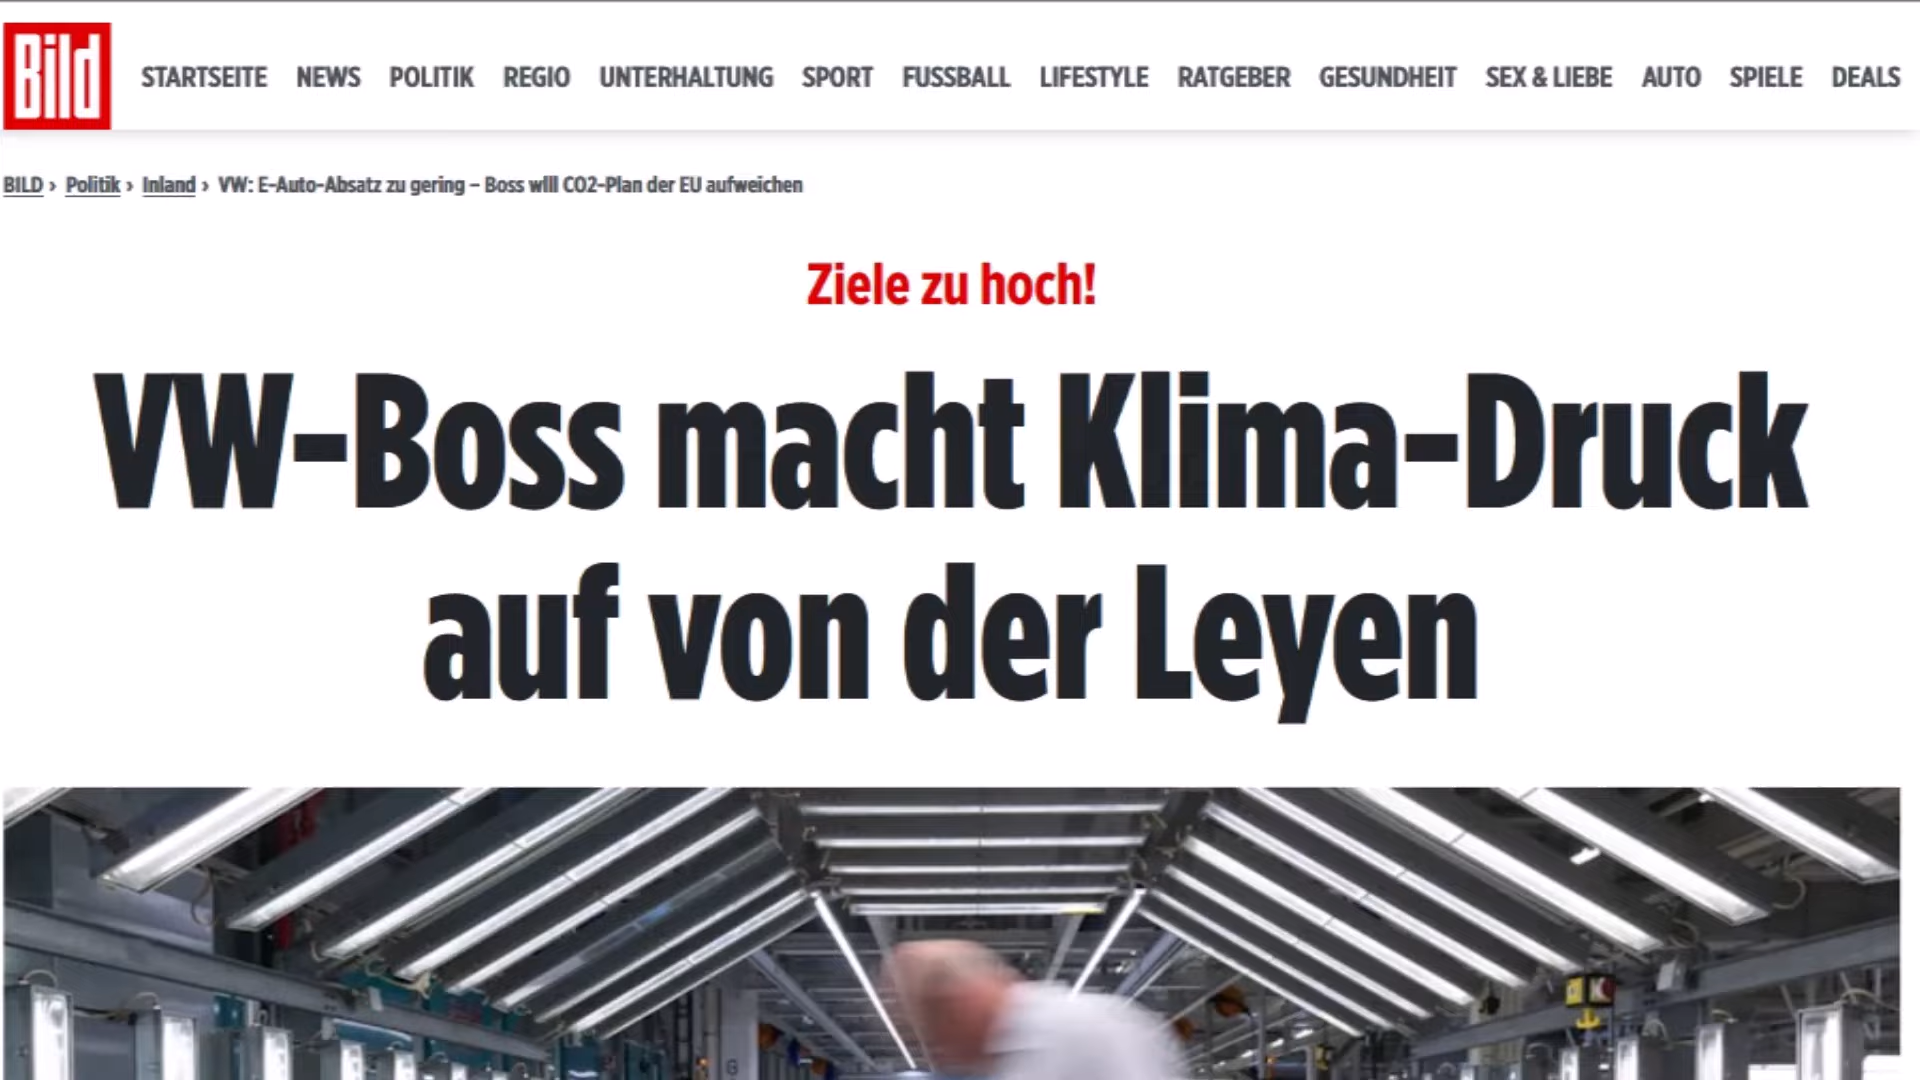 Bild
STARTSEITE NEWS POLITIK REGIO UNTERHALTUNG SPORT FUSSBALL LIFESTYLE RATGEBER GESUNDHEIT SEX & LIEBE AUTO SPIELE DEALS
BILD › Politik › Inland › VW: E-Auto-Absatz zu gering – Boss will CO2-Plan der EU aufweichen
Ziele zu hoch!
VW-Boss macht Klima-Druck
auf von der Leyen